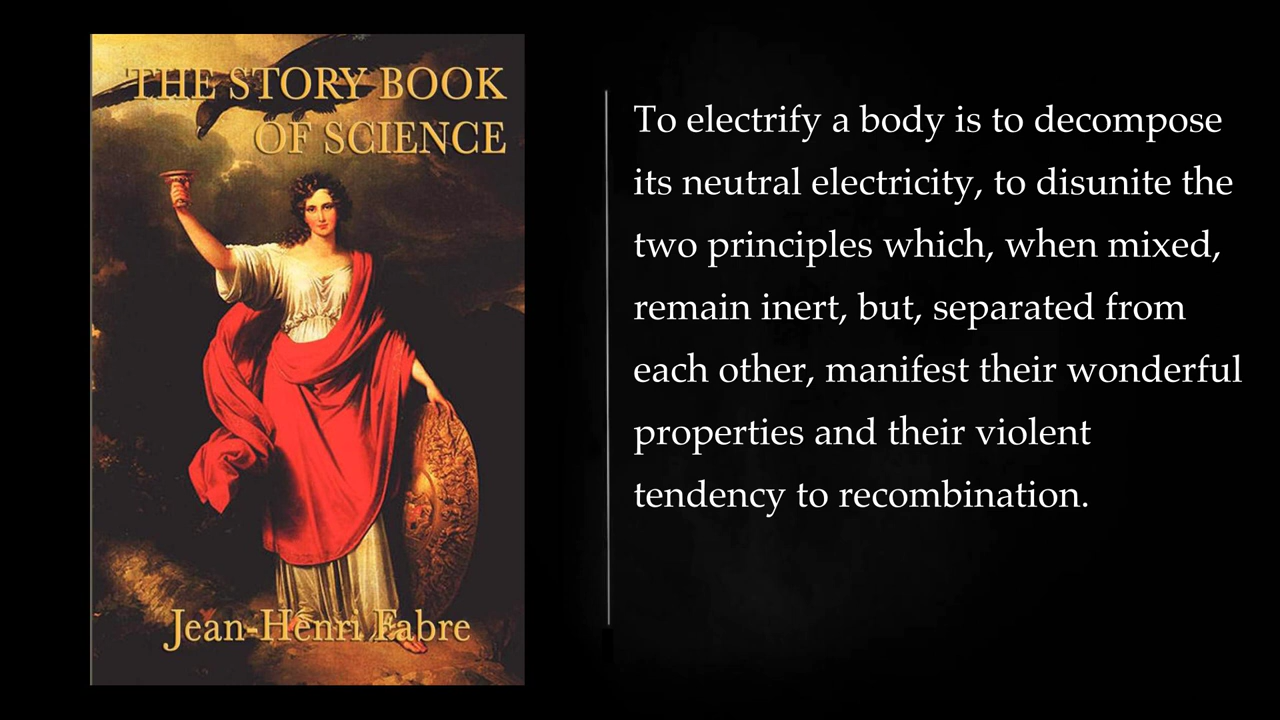 THE STORY BOOK
OF SCIENCE
Jean-Henri Fabre
To electrify a body is to decompose
its neutral electricity, to disunite the
two principles which, when mixed,
remain inert, but, separated from
each other, manifest their wonderful
properties and their violent
tendency to recombination.